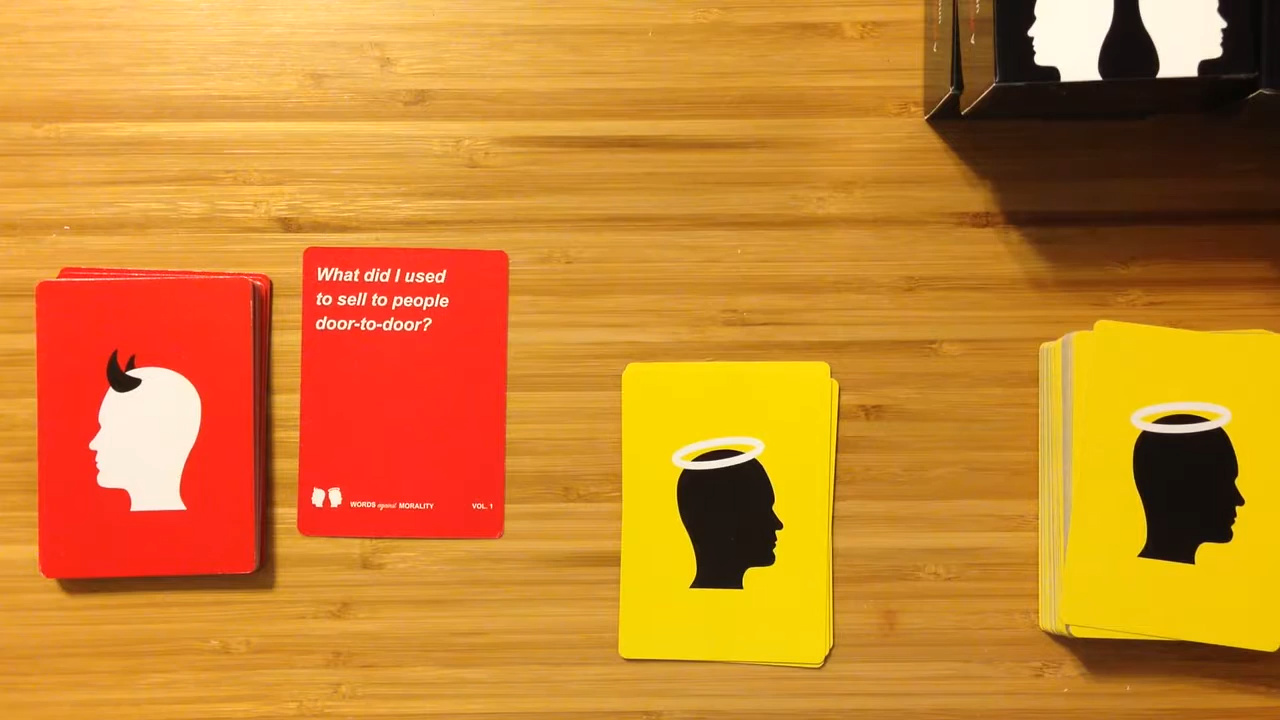 What did I used
to sell to people
door-to-door?
WORDS against MORALITY
VOL. 1